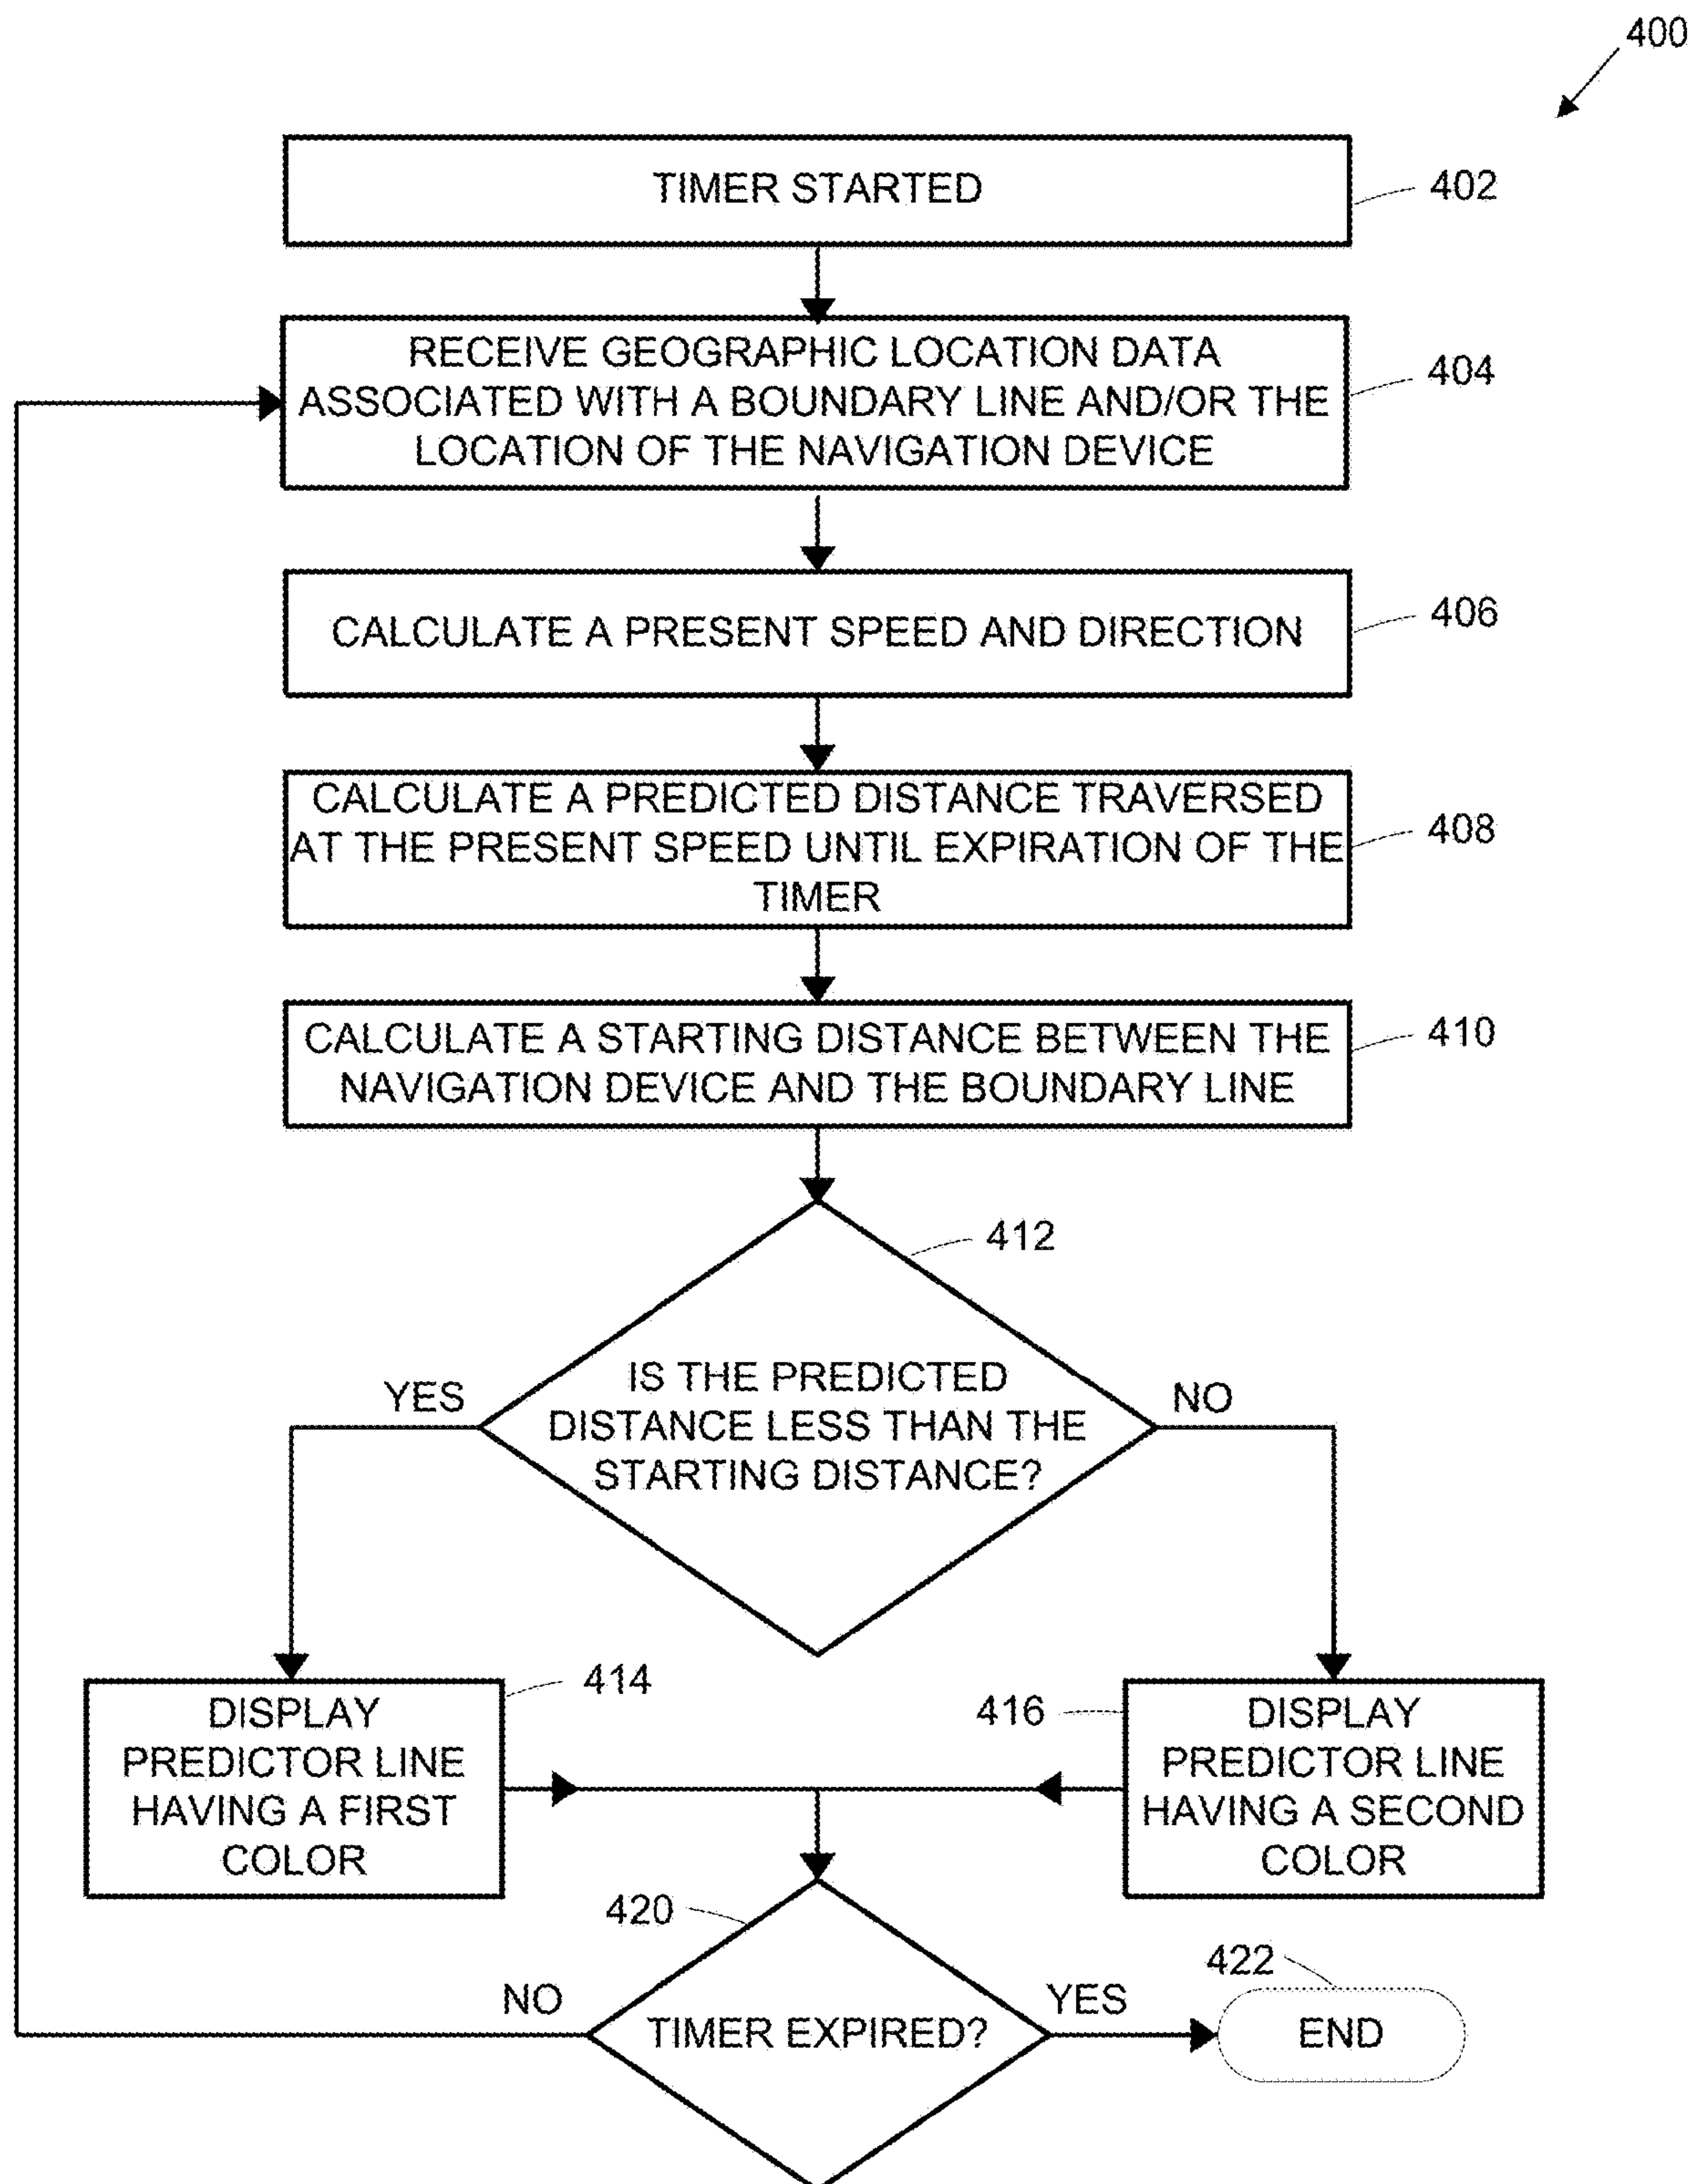 400
TIMER STARTED
402
RECEIVE GEOGRAPHIC LOCATION DATA
ASSOCIATED WITH A BOUNDARY LINE AND/OR THE
LOCATION OF THE NAVIGATION DEVICE
404
CALCULATE A PRESENT SPEED AND DIRECTION
406
CALCULATE A PREDICTED DISTANCE TRAVERSED
AT THE PRESENT SPEED UNTIL EXPIRATION OF THE
TIMER
408
CALCULATE A STARTING DISTANCE BETWEEN THE
NAVIGATION DEVICE AND THE BOUNDARY LINE
410
412
IS THE PREDICTED
DISTANCE LESS THAN THE
STARTING DISTANCE?
YES
NO
DISPLAY
PREDICTOR LINE
HAVING A FIRST
COLOR
414
416
DISPLAY
PREDICTOR LINE
HAVING A SECOND
COLOR
420
TIMER EXPIRED?
NO
YES
422
END